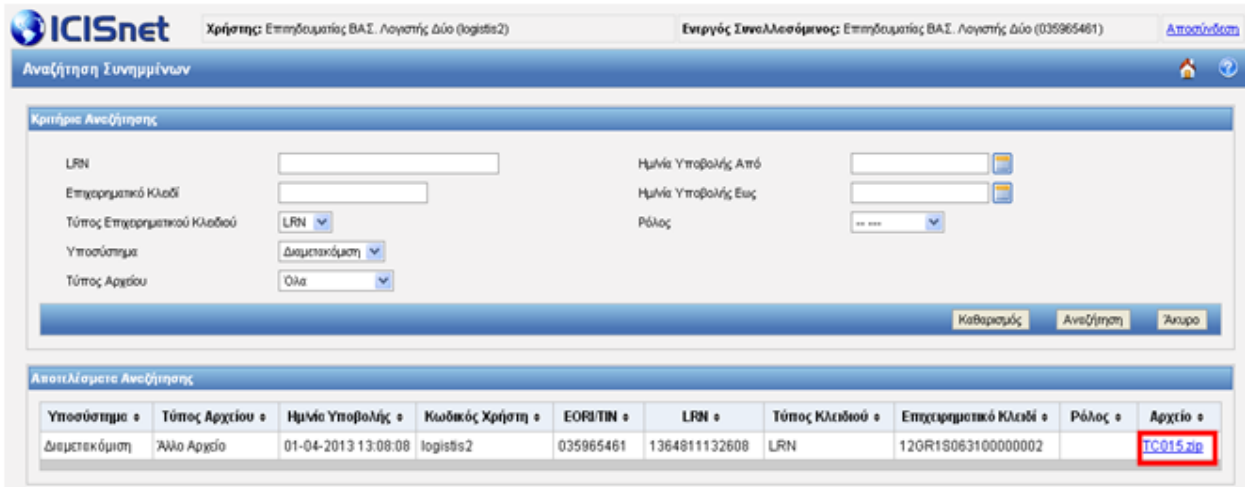 ICISnet Χρήστης: Επιτηδευματίας ΒΑΣ. Λογιστής Δύο (logistis2) Ενεργός Συναλλασόμενος: Επιτηδευματίας ΒΑΣ. Λογιστής Δύο (035965461) Αποσύνδεση
Αναζήτηση Συνημμένων
Κριτήρια Αναζήτησης
LRN Ημ/νία Υποβολής Από
Επιχειρηματικό Κλειδί Ημ/νία Υποβολής Εως
Τύπος Επιχειρηματικού Κλειδιού LRN Ρόλος -- ---
Υποσύστημα Διαμετακόμιση
Τύπος Αρχείου Όλα
Καθαρισμός Αναζήτηση Άκυρο
Αποτελέσματα Αναζήτησης
Υποσύστημα Τύπος Αρχείου Ημ/νία Υποβολής Κωδικός Χρήστη EORI/TIN LRN Τύπος Κλειδιού Επιχειρηματικό Κλειδί Ρόλος Αρχείο
Διαμετακόμιση Άλλο Αρχείο 01-04-2013 13:08:08 logistis2 035965461 1364811132608 LRN 12GR1S063100000002 TC015.zip